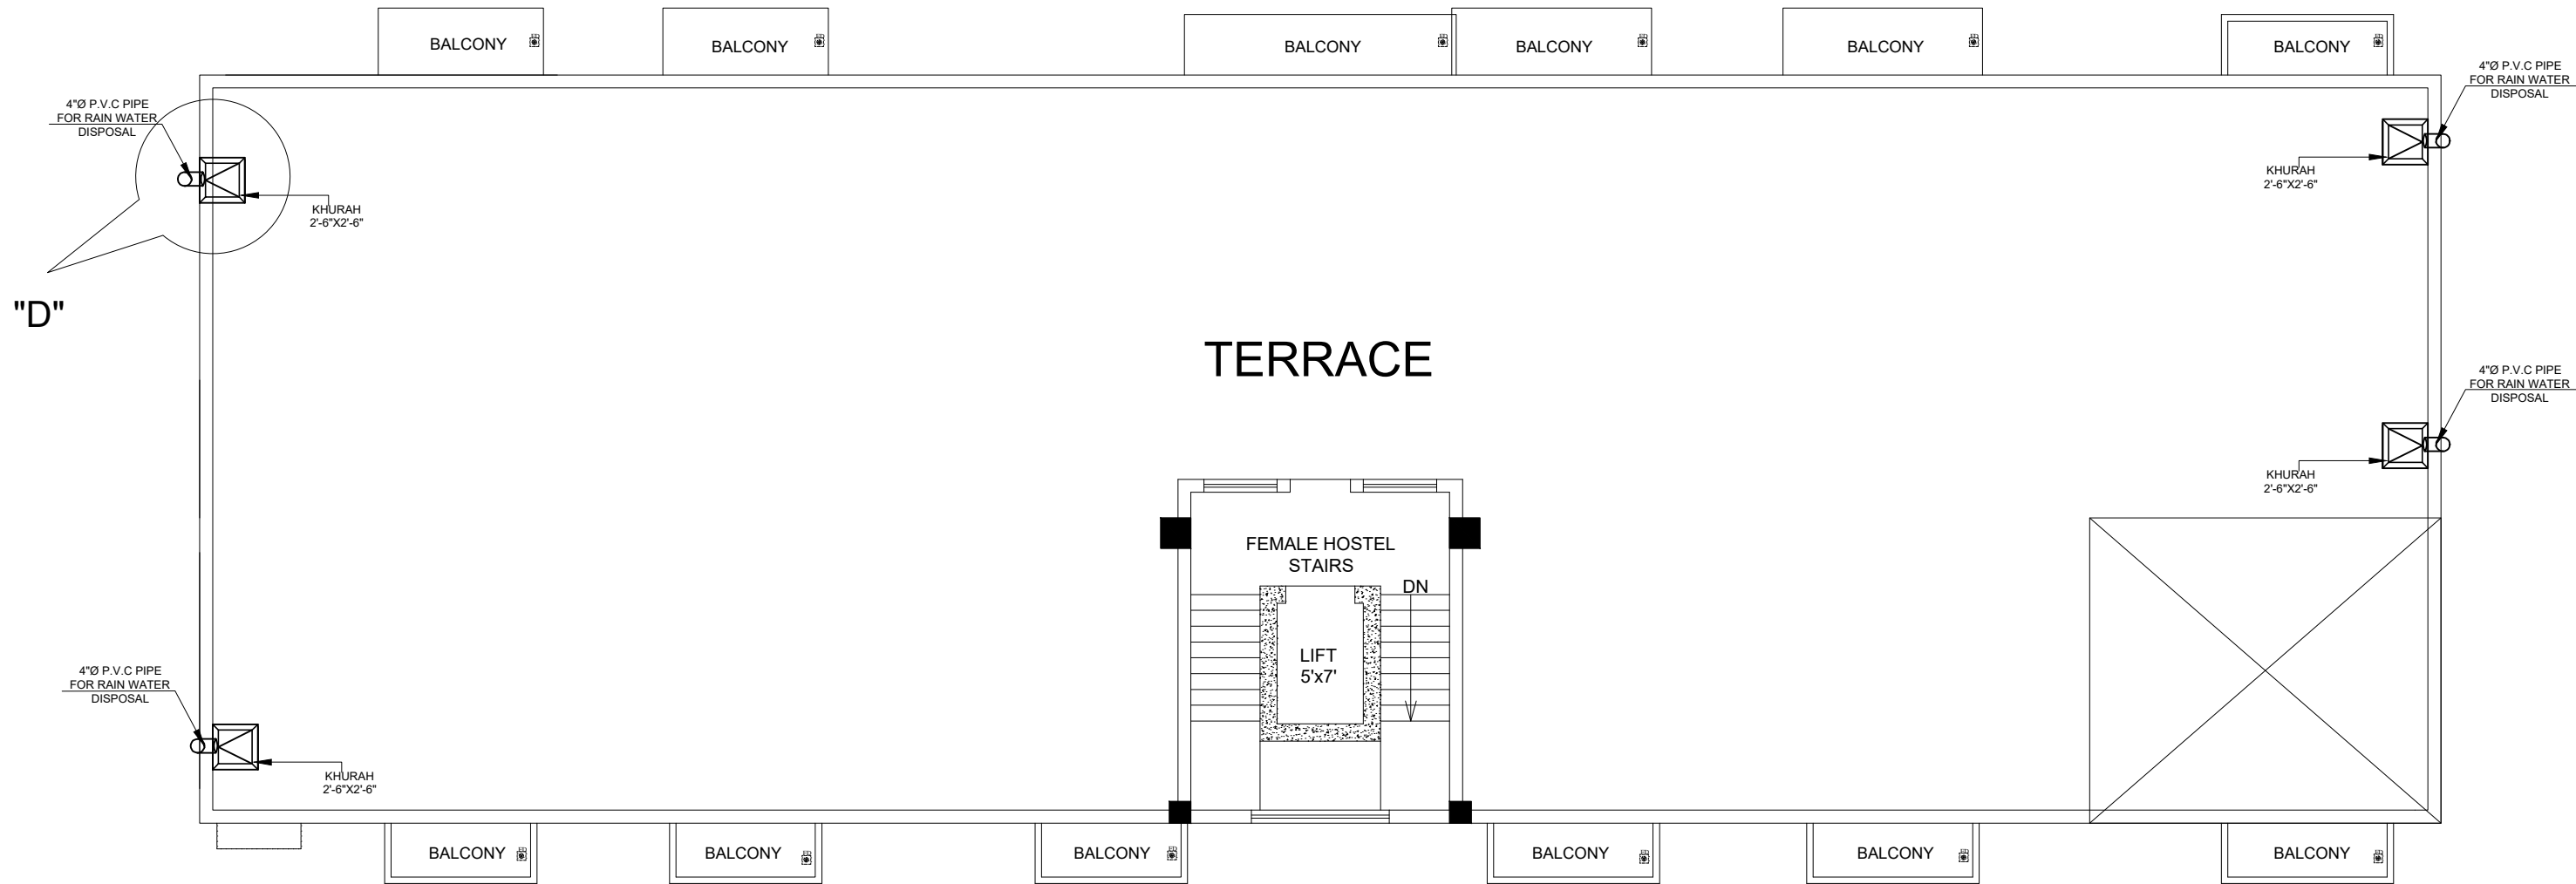 BALCONY
BALCONY
BALCONY
BALCONY
BALCONY
BALCONY
4"Ø P.V.C PIPE
FOR RAIN WATER
DISPOSAL
4"Ø P.V.C PIPE
FOR RAIN WATER
DISPOSAL
KHURAH
2'-6"X2'-6"
KHURAH
2'-6"X2'-6"
"D"
TERRACE
4"Ø P.V.C PIPE
FOR RAIN WATER
DISPOSAL
KHURAH
2'-6"X2'-6"
FEMALE HOSTEL
STAIRS
DN
LIFT
5'x7'
4"Ø P.V.C PIPE
FOR RAIN WATER
DISPOSAL
KHURAH
2'-6"X2'-6"
BALCONY
BALCONY
BALCONY
BALCONY
BALCONY
BALCONY